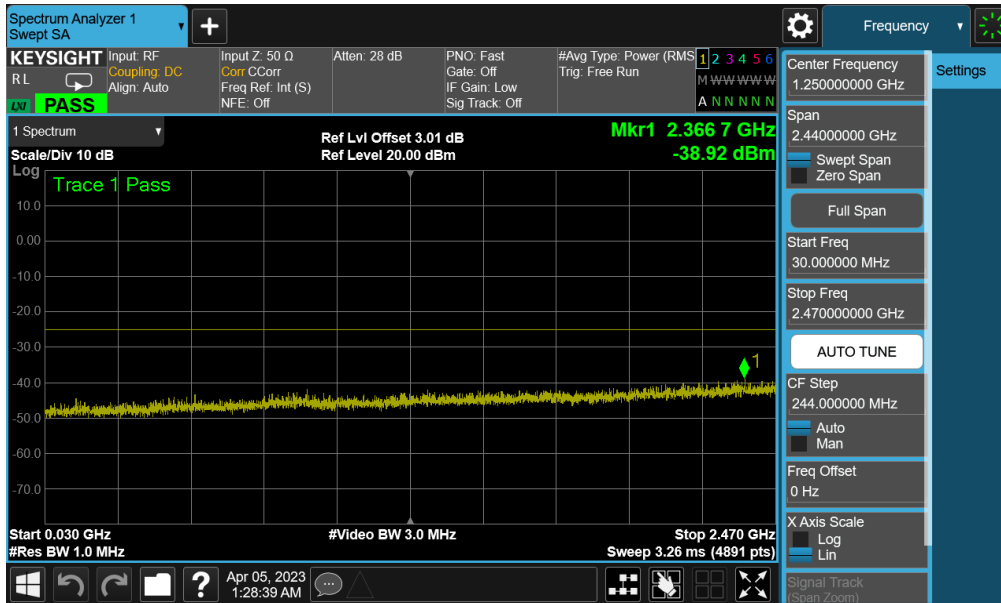 Spectrum Analyzer 1
Swept SA
+
Frequency
KEYSIGHT
RL
LXI
PASS
Input: RF
Coupling: DC
Align: Auto
Input Z: 50 Ω
Corr CCorr
Freq Ref: Int (S)
NFE: Off
Atten: 28 dB
PNO: Fast
Gate: Off
IF Gain: Low
Sig Track: Off
#Avg Type: Power (RMS
Trig: Free Run
1 2 3 4 5 6
M W W W W W
A N N N N N
1 Spectrum
Scale/Div 10 dB
Ref Lvl Offset 3.01 dB
Ref Level 20.00 dBm
Mkr1 2.366 7 GHz
-38.92 dBm
Log
Trace 1 Pass
10.0
0.00
-10.0
-20.0
-30.0
-40.0
-50.0
-60.0
-70.0
1
Start 0.030 GHz
#Res BW 1.0 MHz
#Video BW 3.0 MHz
Stop 2.470 GHz
Sweep 3.26 ms (4891 pts)
?
Apr 05, 2023
1:28:39 AM
Center Frequency
1.250000000 GHz
Span
2.44000000 GHz
Swept Span
Zero Span
Full Span
Start Freq
30.000000 MHz
Stop Freq
2.470000000 GHz
AUTO TUNE
CF Step
244.000000 MHz
Auto
Man
Freq Offset
0 Hz
X Axis Scale
Log
Lin
Signal Track
(Span Zoom)
Settings